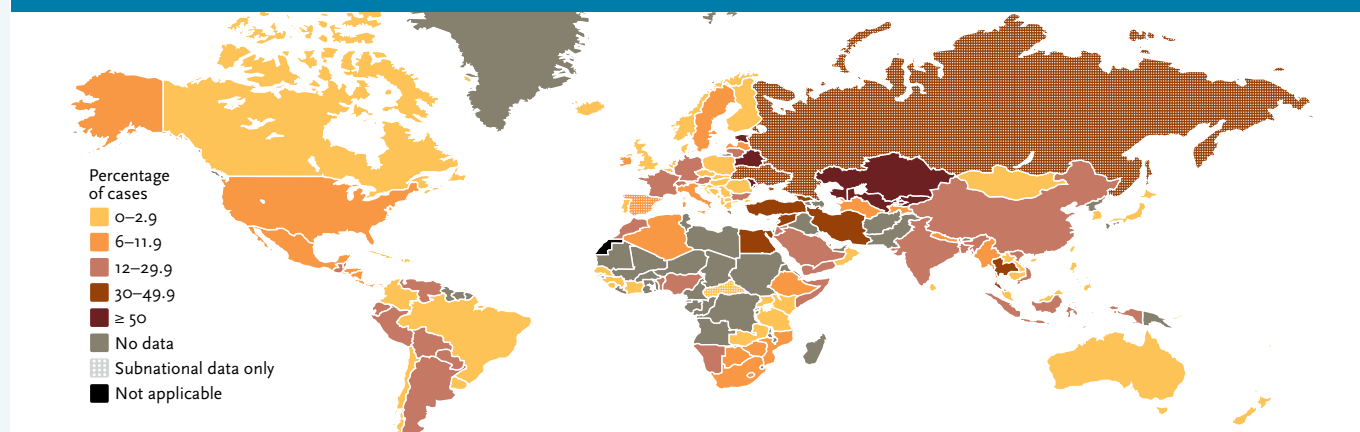 Percentage
of cases
0–2.9
6–11.9
12–29.9
30–49.9
≥ 50
No data
Subnational data only
Not applicable